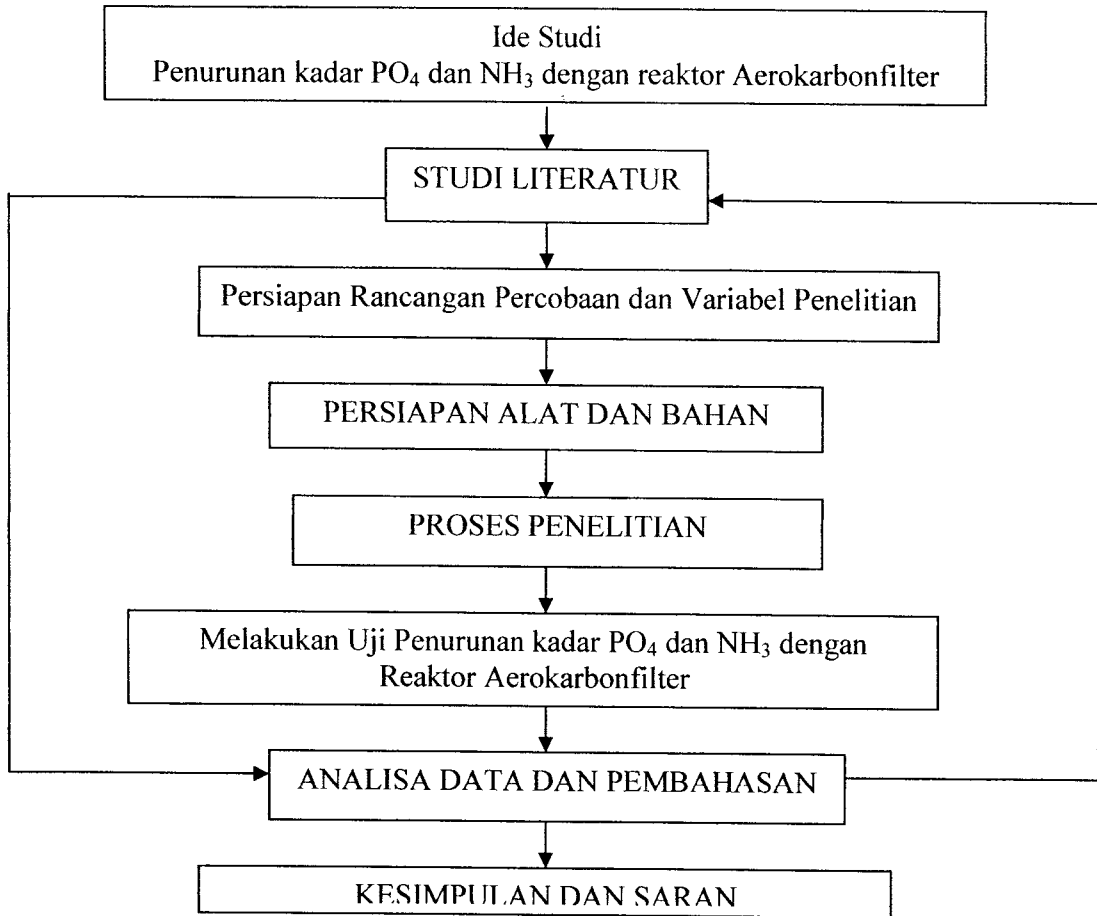 Ide Studi
Penurunan kadar PO₄ dan NH₃ dengan reaktor Aerokarbonfilter
STUDI LITERATUR
Persiapan Rancangan Percobaan dan Variabel Penelitian
PERSIAPAN ALAT DAN BAHAN
PROSES PENELITIAN
Melakukan Uji Penurunan kadar PO₄ dan NH₃ dengan
Reaktor Aerokarbonfilter
ANALISA DATA DAN PEMBAHASAN
KESIMPULAN DAN SARAN